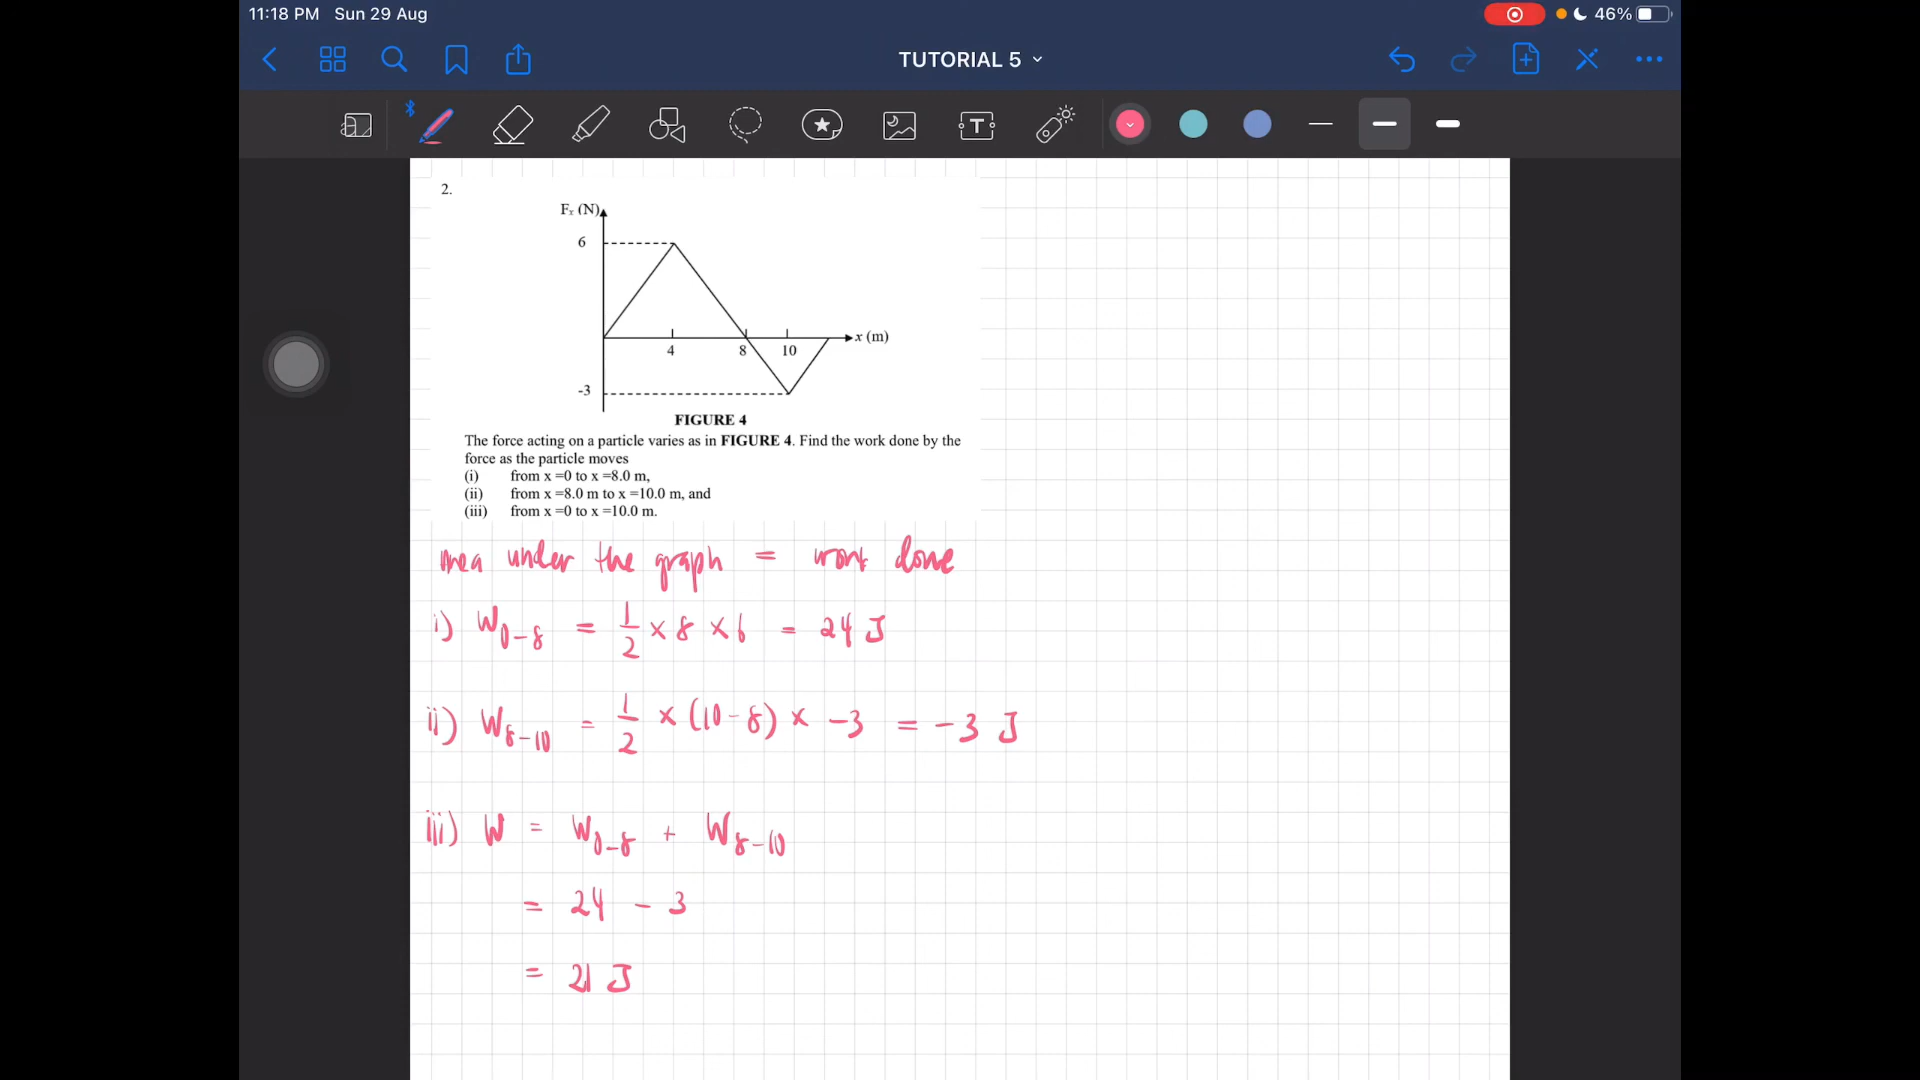 11:18 PM Sun 29 Aug
46%
TUTORIAL 5
2.
Fx (N)
6
x (m)
4 8 10
-3
FIGURE 4
The force acting on a particle varies as in FIGURE 4. Find the work done by the
force as the particle moves
(i) from x =0 to x =8.0 m,
(ii) from x =8.0 m to x =10.0 m, and
(iii) from x =0 to x =10.0 m.
area under the graph = work done
i) W0-8 = 1/2 × 8 × 6 = 24 J
ii) W8-10 = 1/2 × (10-8) × -3 = -3 J
iii) W = W0-8 + W8-10
= 24 - 3
= 21 J